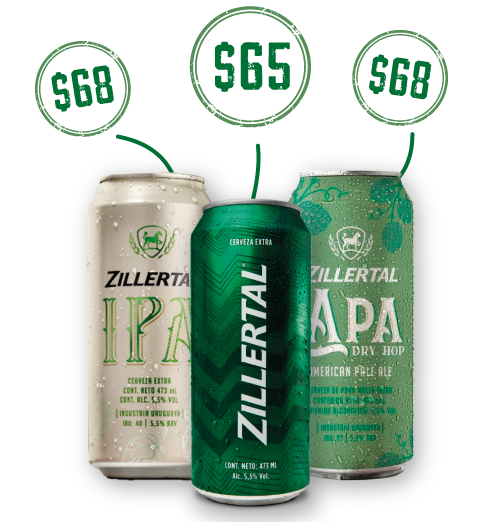 $68
$65
$68
ZILLERTA
IPA
CERVEZA EXTRA
CONT. NETO 473 ml
ALC. 5,5% VOL.
INDUSTRIA URUGUAYA
IBU: 40 | 5,5% ABV
CERVEZA EXTRA
ZILLERTAL
CONT. NETO: 473 Ml
Alc. 5,5% Vol.
ZILLERTAL
APA
DRY HOP
AMERICAN PALE ALE
INDUSTRIA URUGUAYA